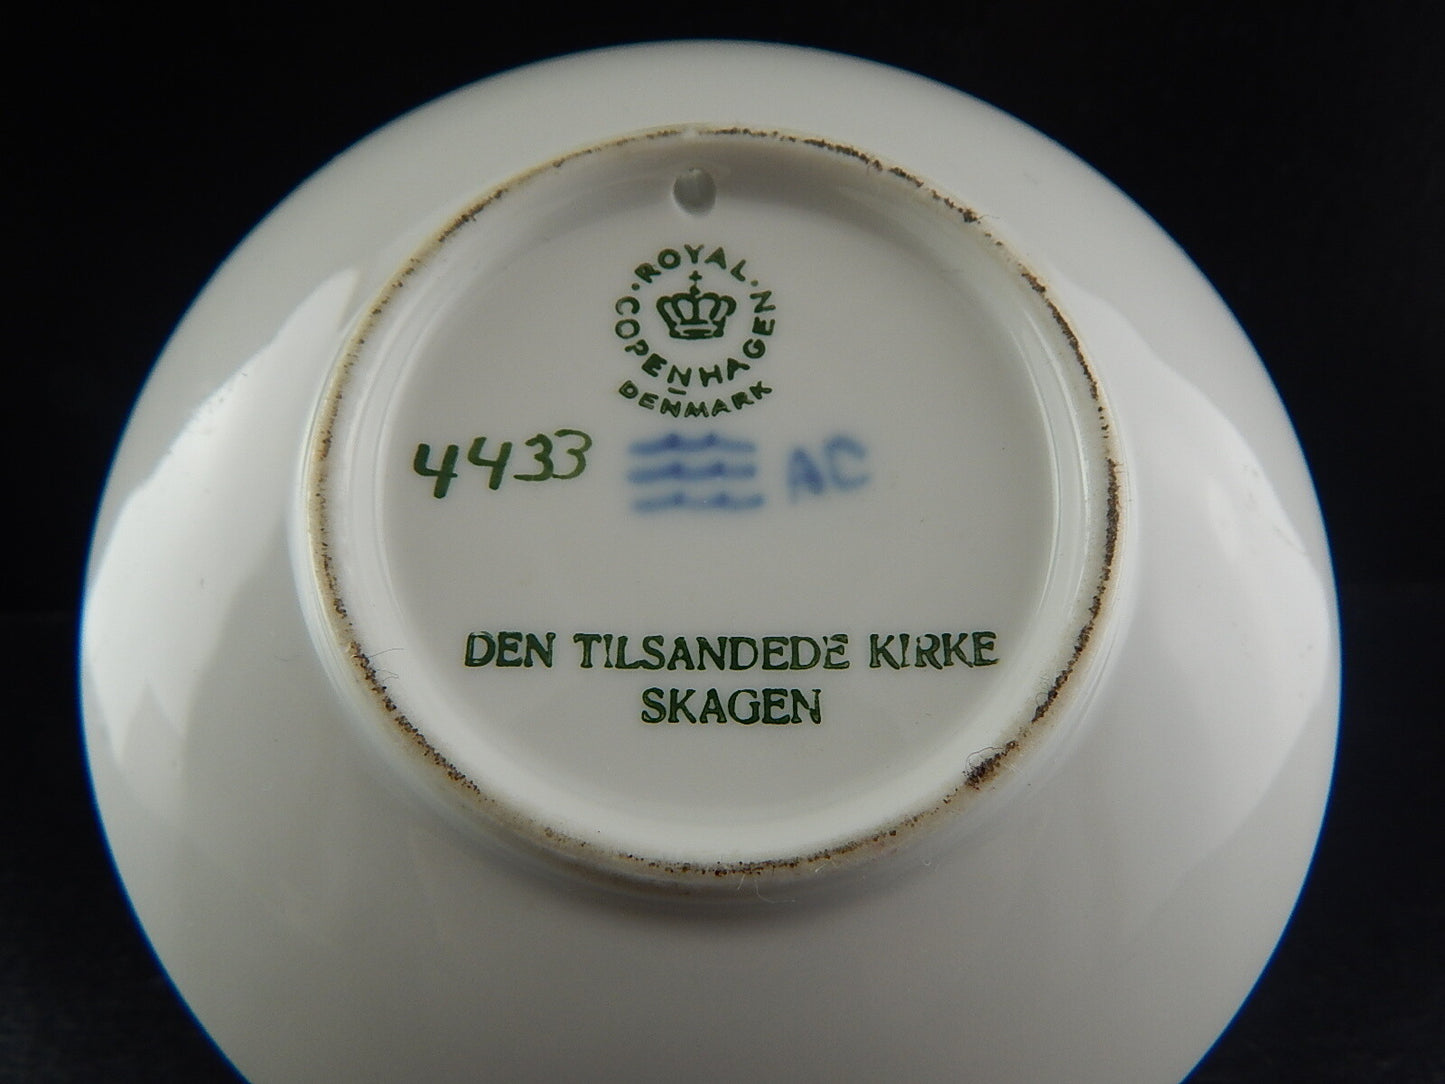 ROYAL
COPENHAGEN
DENMARK
4433 AC
DEN TILSANDEDE KIRKE
SKAGEN